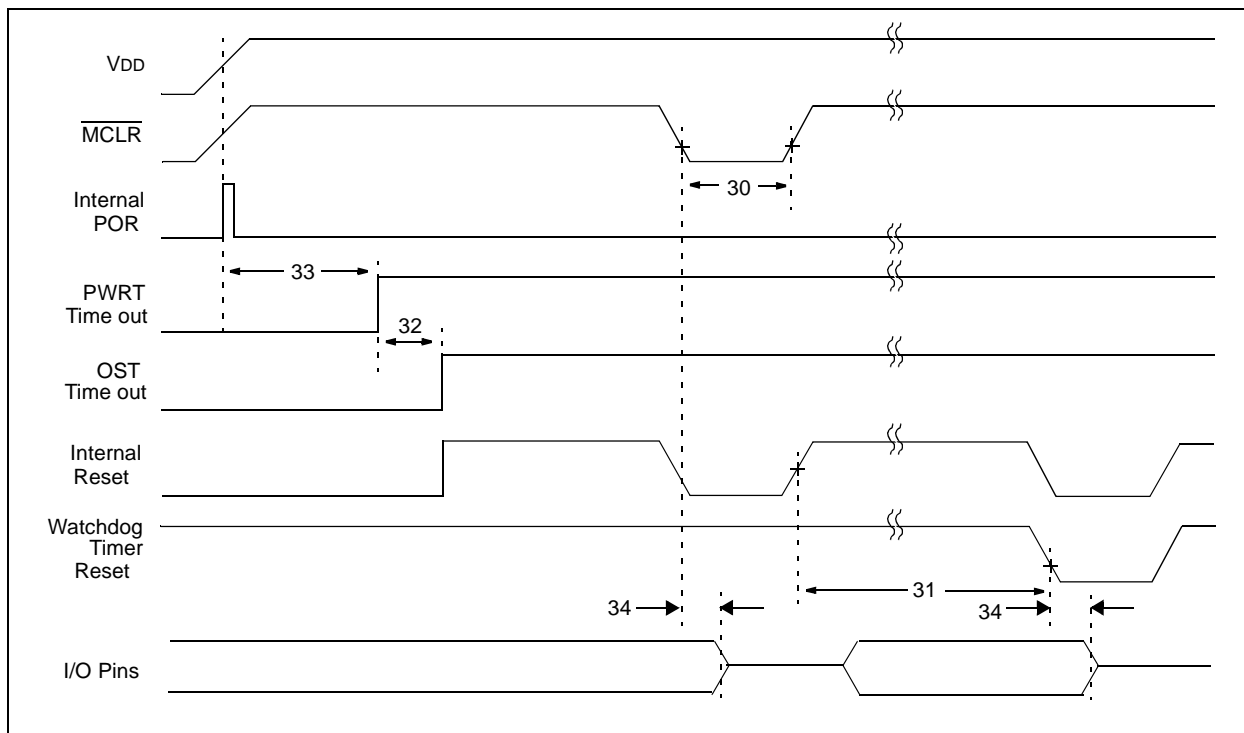 VDD
MCLR
30
Internal
POR
33
PWRT
Time out
32
OST
Time out
Internal
Reset
Watchdog
Timer
Reset
31
34
34
I/O Pins